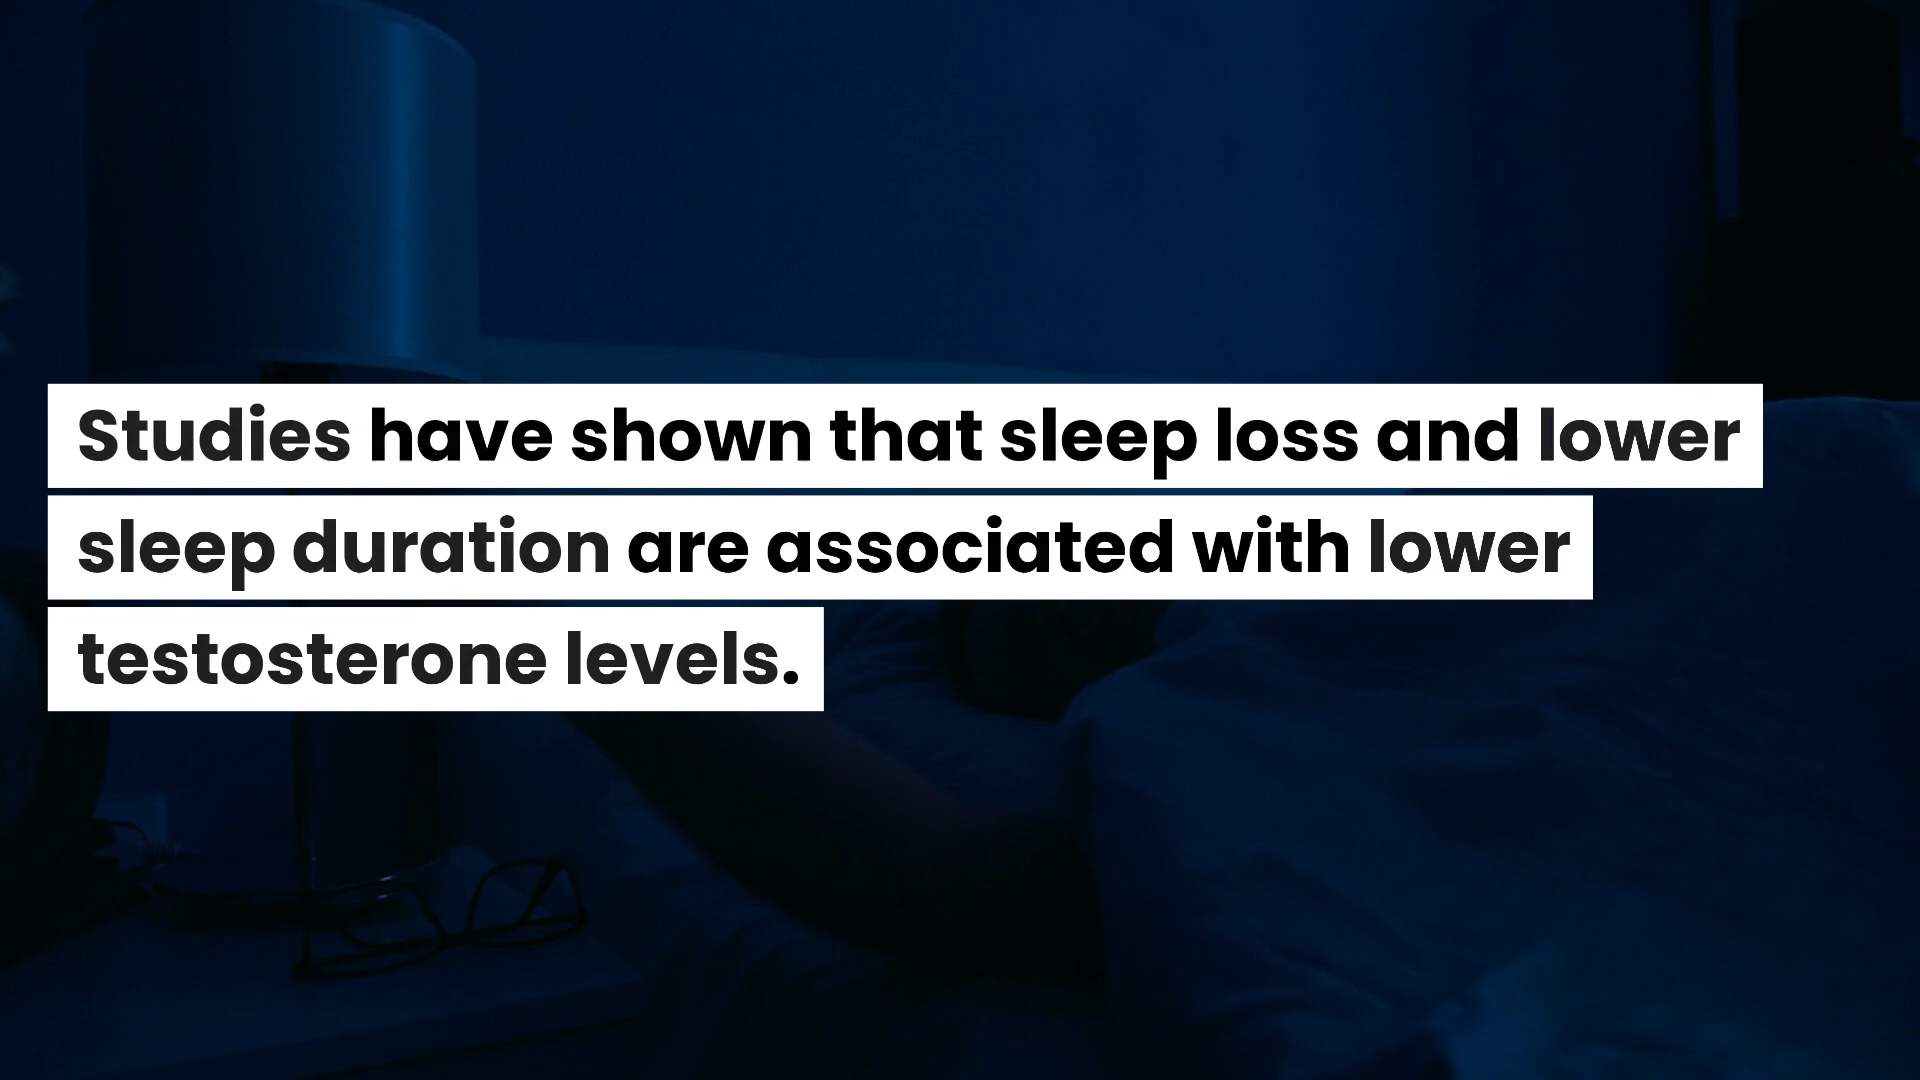 Studies have shown that sleep loss and lower
sleep duration are associated with lower
testosterone levels.